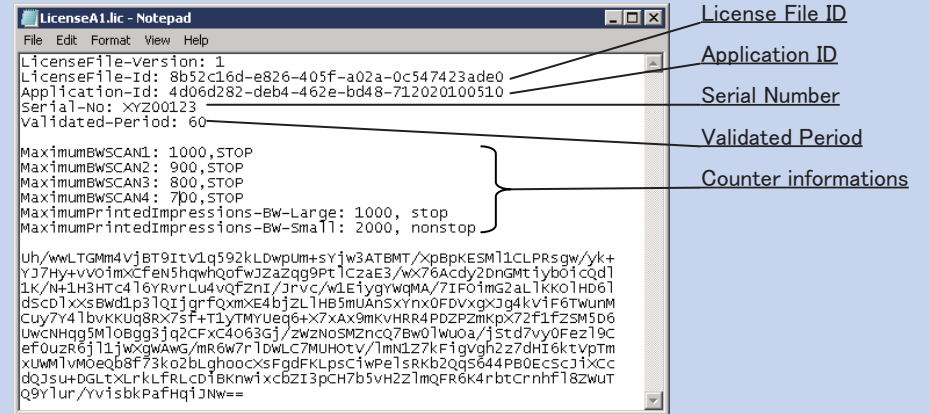 LicenseA1.lic - Notepad
File Edit Format View Help
LicenseFile-Version: 1
LicenseFile-Id: 8b52c16d-e826-405f-a02a-0c547423ade0
Application-Id: 4d06d282-deb4-462e-bd48-712020100510
Serial-No: XYZ00123
Validated-Period: 60
MaximumBWSCAN1: 1000,STOP
MaximumBWSCAN2: 900,STOP
MaximumBWSCAN3: 800,STOP
MaximumBWSCAN4: 700,STOP
MaximumPrintedImpressions-BW-Large: 1000, stop
MaximumPrintedImpressions-BW-Small: 2000, nonstop
Uh/wwLTGMm4VjBT9ItV1q592kLDwpUm+sYjw3ATBMT/XpBpKESMl1CLPRsgw/yk+
YJ7Hy+vVOimXCfeN5hqwhQofwJZaZqg9PtlCzaE3/wX76Acdy2DnGMtiyboicQdl
1K/N+1H3HTc4l6YRvrLu4vQfZnI/Jrvc/w1EiygYwqMA/7IFOimG2aLlKKOlHD6l
dScDlxXsBwd1p3lQIjgrfQxmXE4bjZLlHB5mUAnSxYnx0FDVxgXJg4kViF6TWunM
Cuy7Y4lbvKKUq8RX7Sf+T1yTMYUeq6+X7xAx9mKvHRR4PDZPZmKpX72f1fZSM5D6
UwcNHqg5MlOBgg3jq2CFxC4O63Gj/zWzNoSMZncQ7Bw0lWuOa/jStd7vy0Fezl9C
ef0uzR6jl1jwXgWAwG/mR6W7rlDWLC7MUHOtV/lmN1Z7kFigVgh2z7dHI6ktVpTm
xUWMlvMOeQb8f73ko2bLghoocXsFgdFKLpsCiwPelsRKb2QqS644PB0EcScJiXCc
dQJsu+DGLtXLrkLfRLcDiBKnwixcbZI3pCH7b5vH2ZlmQFR6K4rbtCrnhfl8ZWuT
Q9Ylur/YvisbkPafHqiJNw==
License File ID
Application ID
Serial Number
Validated Period
Counter informations